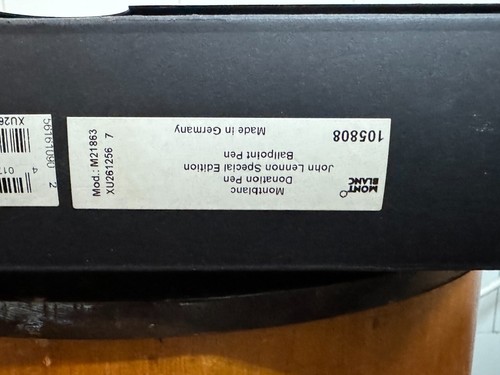 MONT
BLANC
105808
Montblanc
Donation Pen
John Lennon Special Edition
Ballpoint Pen
Made in Germany
Mod.: M21863
XU261256 7